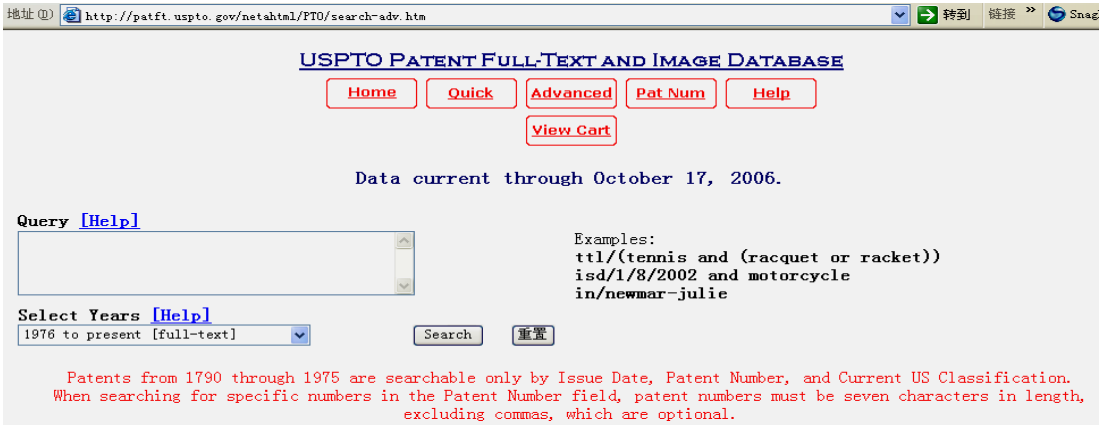 地址(D) http://patft.uspto.gov/netahtml/PTO/search-adv.htm 转到 链接 » Snag
USPTO PATENT FULL-TEXT AND IMAGE DATABASE
Home Quick Advanced Pat Num Help
View Cart
Data current through October 17, 2006.
Query [Help]
Examples:
ttl/(tennis and (racquet or racket))
isd/1/8/2002 and motorcycle
in/newmar-julie
Select Years [Help]
1976 to present [full-text] Search 重置
Patents from 1790 through 1975 are searchable only by Issue Date, Patent Number, and Current US Classification.
When searching for specific numbers in the Patent Number field, patent numbers must be seven characters in length,
excluding commas, which are optional.